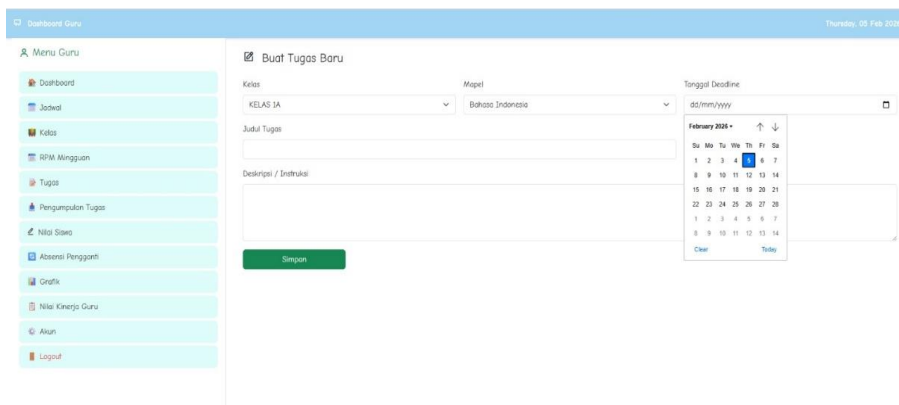 Dashboard Guru
Thursday, 05 Feb 2026
Menu Guru
Dashboard
Jadwal
Kelas
RPM Mingguan
Tugas
Pengumpulan Tugas
Nilai Siswa
Absensi Pengganti
Grafik
Nilai Kinerja Guru
Akun
Logout
Buat Tugas Baru
Kelas Mapel Tanggal Deadline
KELAS 1A Bahasa Indonesia dd/mm/yyyy
Judul Tugas
Deskripsi / Instruksi
Simpan
February 2026
Su Mo Tu We Th Fr Sa
1 2 3 4 5 6 7
8 9 10 11 12 13 14
15 16 17 18 19 20 21
22 23 24 25 26 27 28
1 2 3 4 5 6 7
8 9 10 11 12 13 14
Clear Today